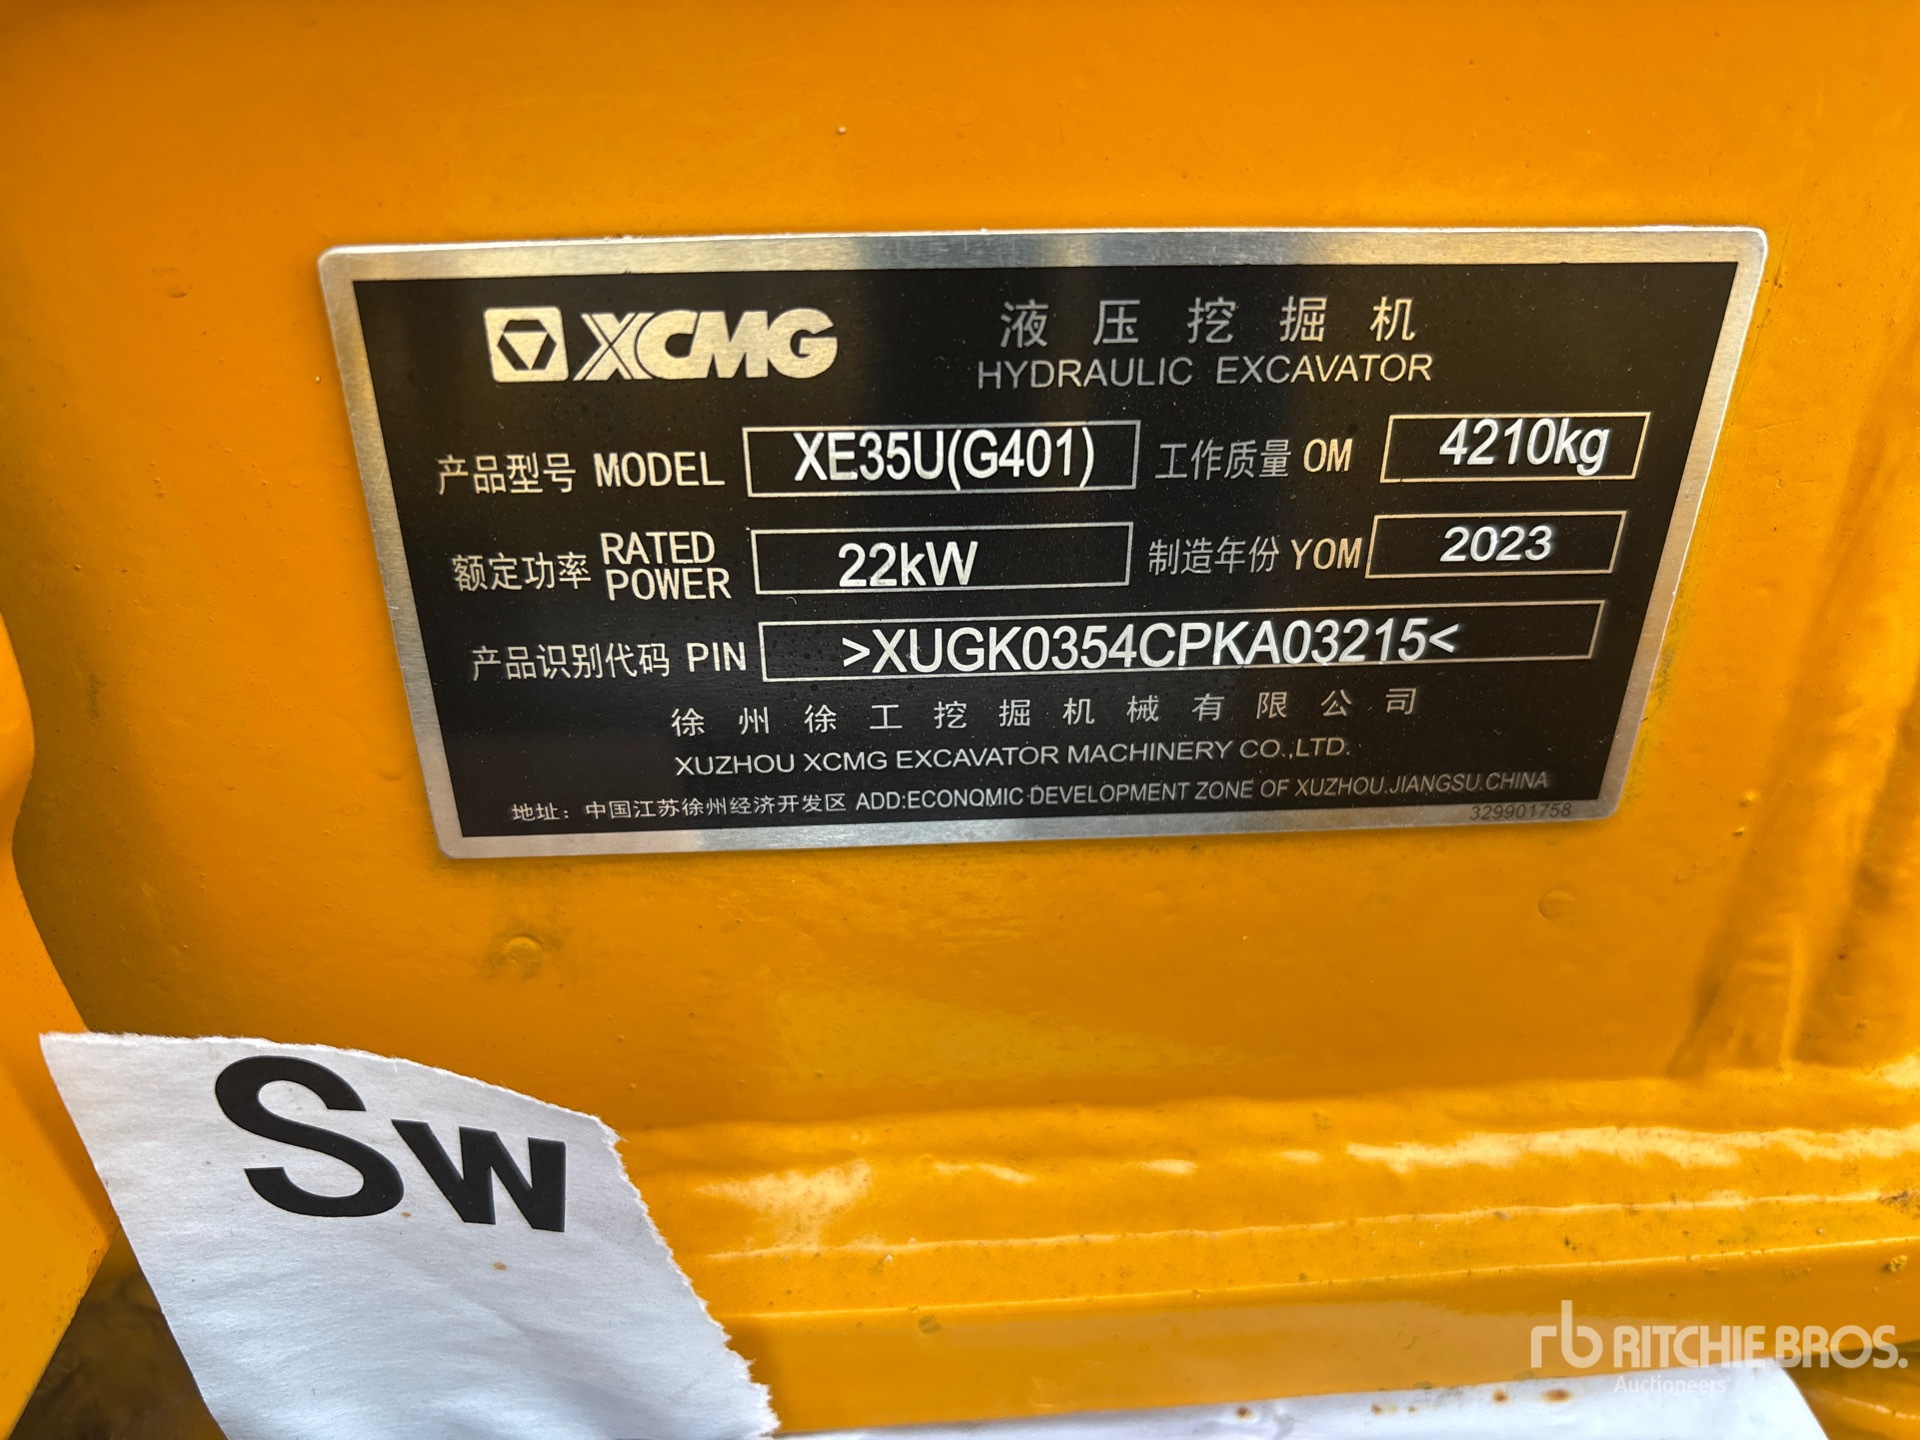 XCMG
液压挖掘机
HYDRAULIC EXCAVATOR
产品型号 MODEL XE35U(G401) 工作质量 OM 4210kg
额定功率 RATED POWER 22kW 制造年份 YOM 2023
产品识别代码 PIN >XUGK0354CPKA03215<
徐州徐工挖掘机械有限公司
XUZHOU XCMG EXCAVATOR MACHINERY CO.,LTD.
地址：中国江苏徐州经济开发区 ADD:ECONOMIC DEVELOPMENT ZONE OF XUZHOU.JIANGSU.CHINA
329901758
Sw
rb RITCHIE BROS.
Auctioneers